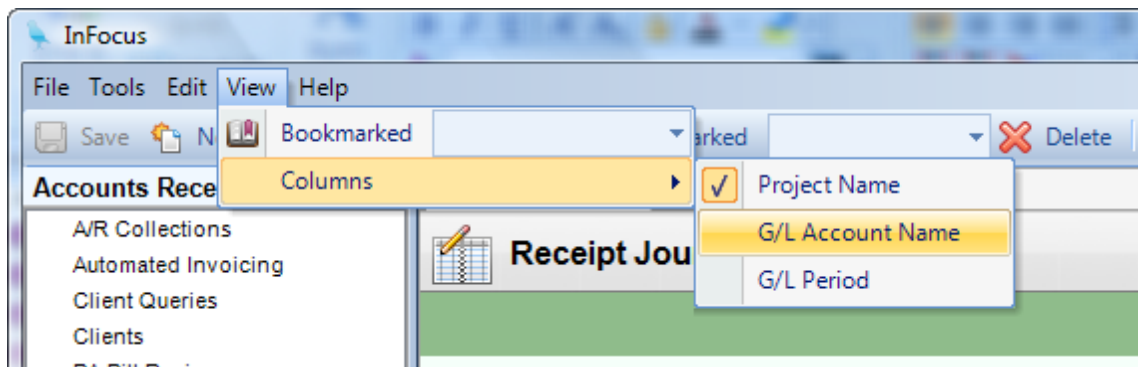 InFocus
File Tools Edit View Help
Save N Bookmarked arked Delete
Accounts Rece Columns Project Name
A/R Collections G/L Account Name
Automated Invoicing Receipt Jou
Client Queries G/L Period
Clients